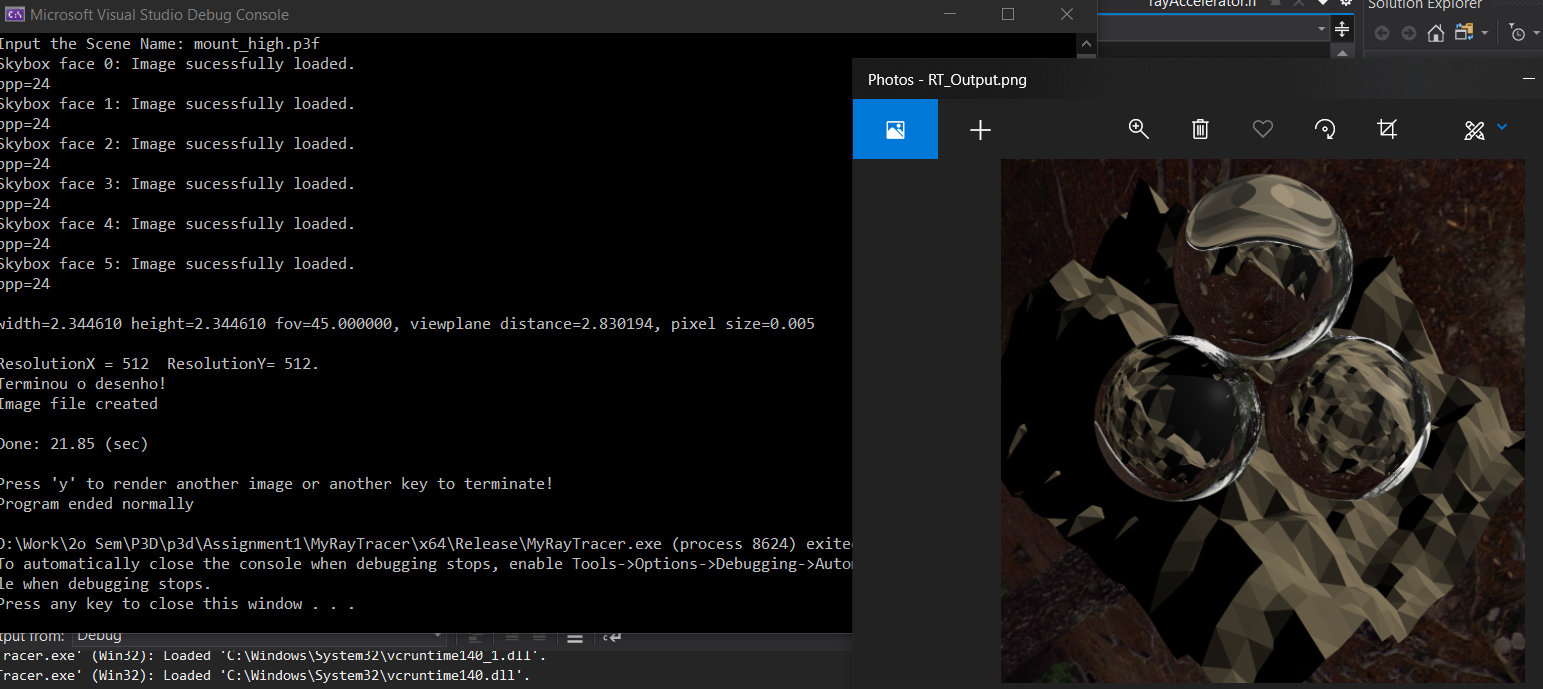 Microsoft Visual Studio Debug Console
Input the Scene Name: mount_high.p3f
Skybox face 0: Image sucessfully loaded.
bpp=24
Skybox face 1: Image sucessfully loaded.
bpp=24
Skybox face 2: Image sucessfully loaded.
bpp=24
Skybox face 3: Image sucessfully loaded.
bpp=24
Skybox face 4: Image sucessfully loaded.
bpp=24
Skybox face 5: Image sucessfully loaded.
bpp=24
width=2.344610 height=2.344610 fov=45.000000, viewplane distance=2.830194, pixel size=0.005
ResolutionX = 512  ResolutionY= 512.
Terminou o desenho!
Image file created
Done: 21.85 (sec)
Press 'y' to render another image or another key to terminate!
Program ended normally
D:\Work\2o Sem\P3D\p3d\Assignment1\MyRayTracer\x64\Release\MyRayTracer.exe (process 8624) exite
To automatically close the console when debugging stops, enable Tools->Options->Debugging->Auto
le when debugging stops.
Press any key to close this window . . .
tput from: Debug
Tracer.exe' (Win32): Loaded 'C:\Windows\System32\vcruntime140_1.dll'.
Tracer.exe' (Win32): Loaded 'C:\Windows\System32\vcruntime140.dll'.
rayAccelerator.h
Solution Explorer
Photos - RT_Output.png